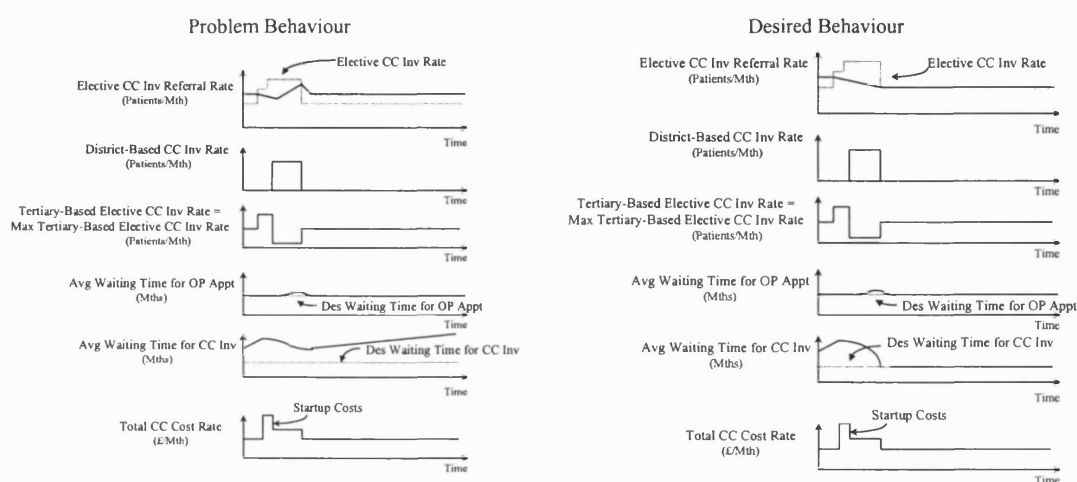 Problem Behaviour
Elective CC Inv Rate
Elective CC Inv Referral Rate
(Patients/Mth)
Time
District-Based CC Inv Rate
(Patients/Mth)
Time
Tertiary-Based Elective CC Inv Rate =
Max Tertiary-Based Elective CC Inv Rate
(Patients/Mth)
Time
Avg Waiting Time for OP Appt
(Mths)
Des Waiting Time for OP Appt
Time
Avg Waiting Time for CC Inv
(Mths)
Des Waiting Time for CC Inv
Time
Startup Costs
Total CC Cost Rate
(£/Mth)
Time
Desired Behaviour
Elective CC Inv Referral Rate
(Patients/Mth)
Elective CC Inv Rate
Time
District-Based CC Inv Rate
(Patients/Mth)
Time
Tertiary-Based Elective CC Inv Rate =
Max Tertiary-Based Elective CC Inv Rate
(Patients/Mth)
Time
Avg Waiting Time for OP Appt
(Mths)
Des Waiting Time for OP Appt
Time
Avg Waiting Time for CC Inv
(Mths)
Des Waiting Time for CC Inv
Time
Startup Costs
Total CC Cost Rate
(£/Mth)
Time